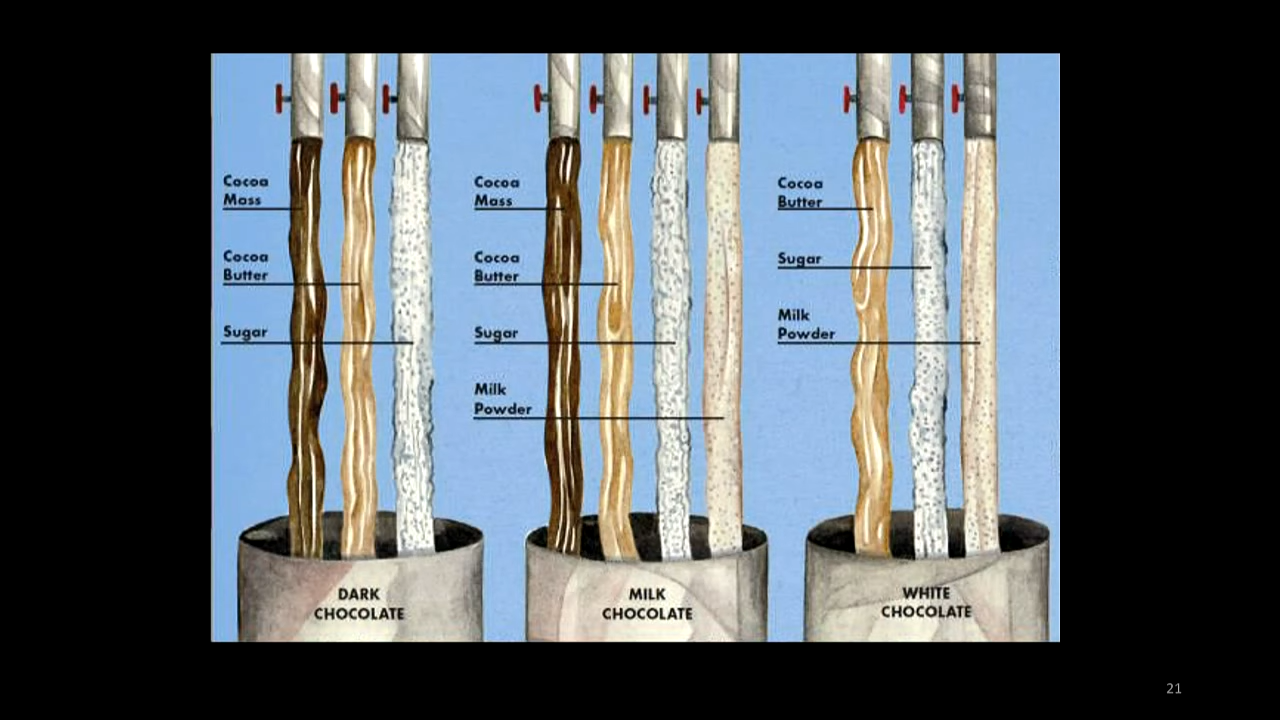 Cocoa
Mass
Cocoa
Butter
Sugar
DARK
CHOCOLATE
Cocoa
Mass
Cocoa
Butter
Sugar
Milk
Powder
MILK
CHOCOLATE
Cocoa
Butter
Sugar
Milk
Powder
WHITE
CHOCOLATE
21